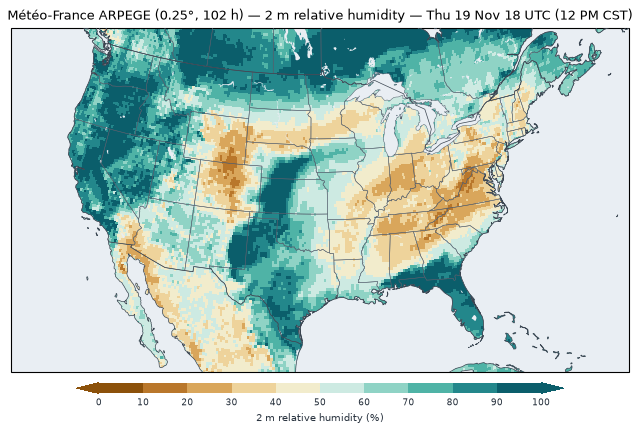 Météo-France ARPEGE (0.25°, 102 h) — 2 m relative humidity — Thu 19 Nov 18 UTC (12 PM CST)
0 10 20 30 40 50 60 70 80 90 100
2 m relative humidity (%)